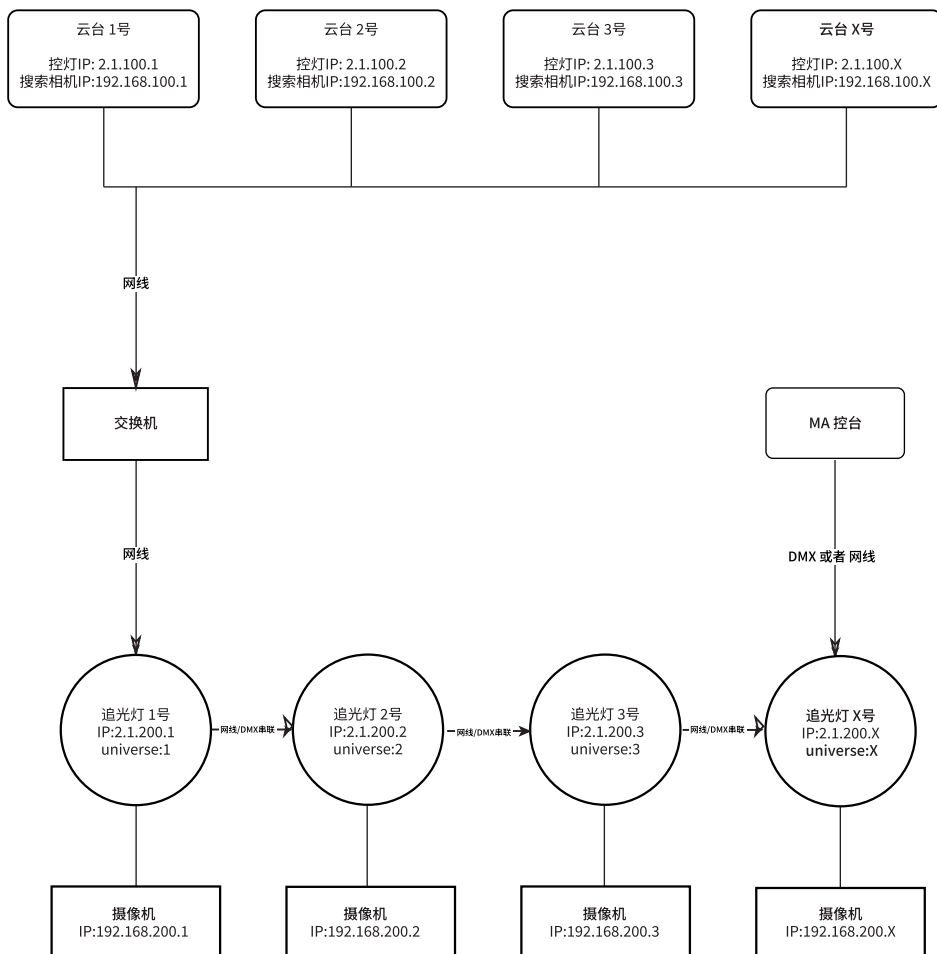 云台 1号
控灯IP: 2.1.100.1
搜索相机IP:192.168.100.1
云台 2号
控灯IP: 2.1.100.2
搜索相机IP:192.168.100.2
云台 3号
控灯IP: 2.1.100.3
搜索相机IP:192.168.100.3
云台 X号
控灯IP: 2.1.100.X
搜索相机IP:192.168.100.X
网线
交换机
MA 控台
网线
DMX 或者 网线
追光灯 1号
IP:2.1.200.1
universe:1
网线/DMX串联
追光灯 2号
IP:2.1.200.2
universe:2
网线/DMX串联
追光灯 3号
IP:2.1.200.3
universe:3
网线/DMX串联
追光灯 X号
IP:2.1.200.X
universe:X
摄像机
IP:192.168.200.1
摄像机
IP:192.168.200.2
摄像机
IP:192.168.200.3
摄像机
IP:192.168.200.X